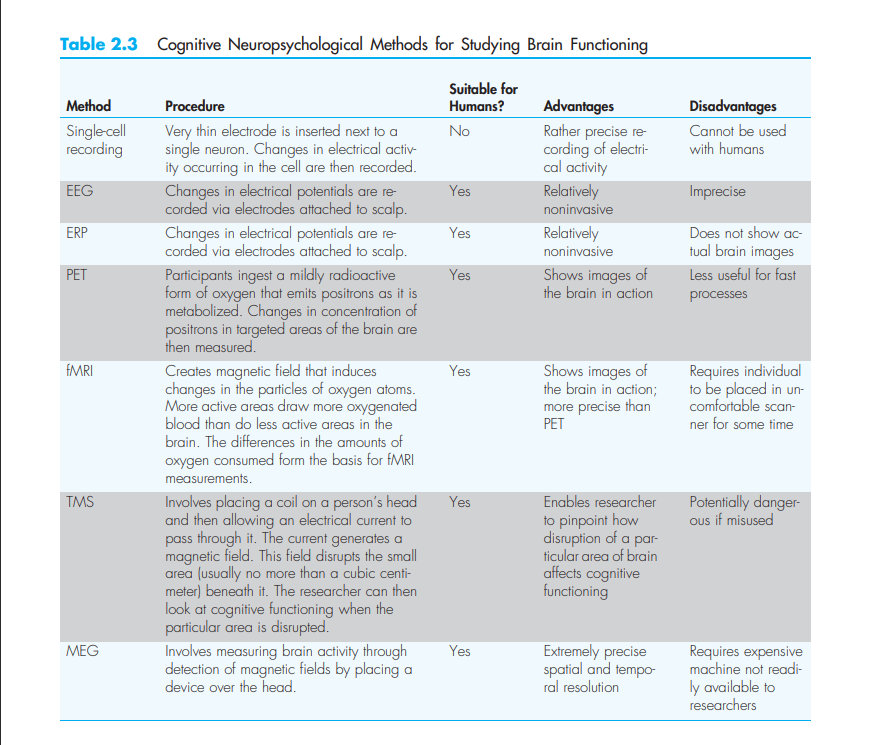 Table 2.3 Cognitive Neuropsychological Methods for Studying Brain Functioning
Suitable for
Method Procedure Humans? Advantages Disadvantages
Single-cell Very thin electrode is inserted next to a No Rather precise re- Cannot be used
recording single neuron. Changes in electrical activ- cording of electri- with humans
ity occurring in the cell are then recorded. cal activity
EEG Changes in electrical potentials are re- Yes Relatively Imprecise
corded via electrodes attached to scalp. noninvasive
ERP Changes in electrical potentials are re- Yes Relatively Does not show ac-
corded via electrodes attached to scalp. noninvasive tual brain images
PET Participants ingest a mildly radioactive Yes Shows images of Less useful for fast
form of oxygen that emits positrons as it is the brain in action processes
metabolized. Changes in concentration of
positrons in targeted areas of the brain are
then measured.
fMRI Creates magnetic field that induces Yes Shows images of Requires individual
changes in the particles of oxygen atoms. the brain in action; to be placed in un-
More active areas draw more oxygenated more precise than comfortable scan-
blood than do less active areas in the PET ner for some time
brain. The differences in the amounts of
oxygen consumed form the basis for fMRI
measurements.
TMS Involves placing a coil on a person's head Yes Enables researcher Potentially danger-
and then allowing an electrical current to to pinpoint how ous if misused
pass through it. The current generates a disruption of a par-
magnetic field. This field disrupts the small ticular area of brain
area (usually no more than a cubic centi- affects cognitive
meter) beneath it. The researcher can then functioning
look at cognitive functioning when the
particular area is disrupted.
MEG Involves measuring brain activity through Yes Extremely precise Requires expensive
detection of magnetic fields by placing a spatial and tempo- machine not readi-
device over the head. ral resolution ly available to
researchers